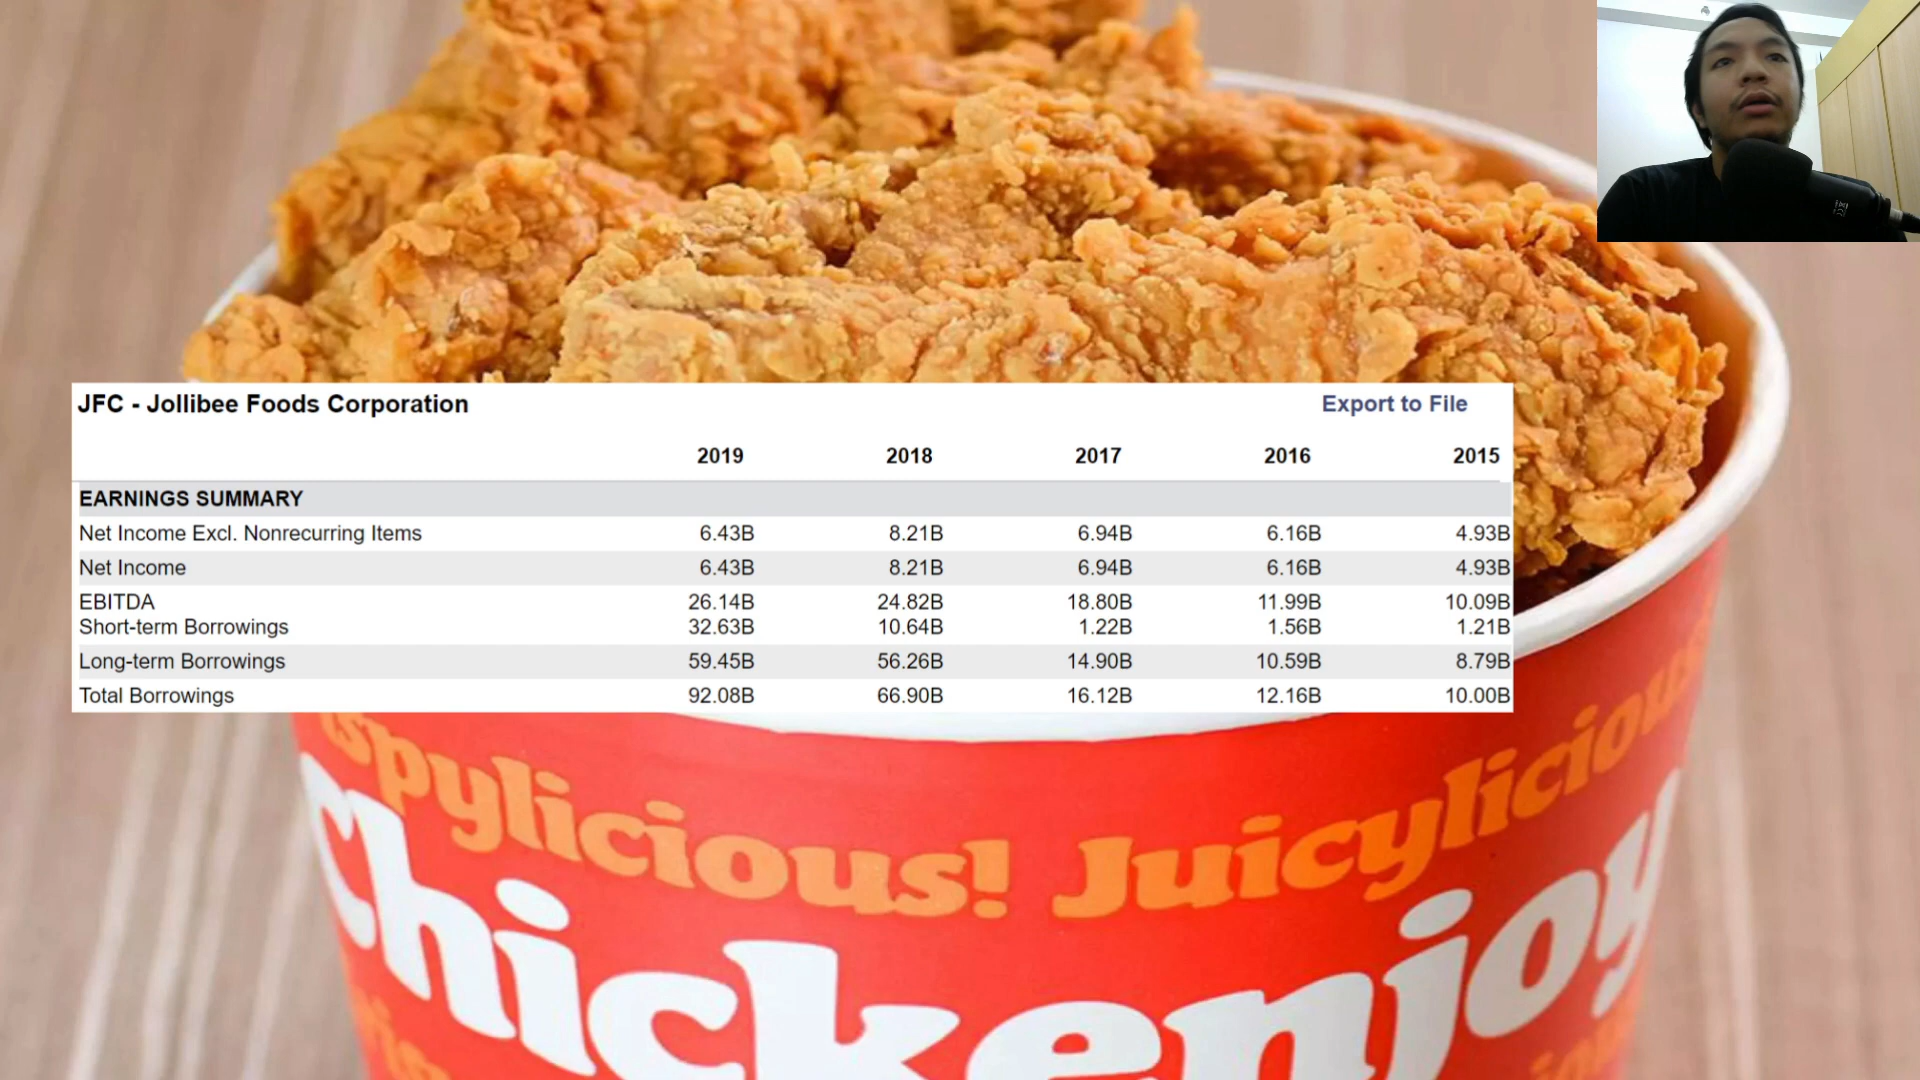 JFC - Jollibee Foods Corporation Export to File
2019 2018 2017 2016 2015
EARNINGS SUMMARY
Net Income Excl. Nonrecurring Items 6.43B 8.21B 6.94B 6.16B 4.93B
Net Income 6.43B 8.21B 6.94B 6.16B 4.93B
EBITDA 26.14B 24.82B 18.80B 11.99B 10.09B
Short-term Borrowings 32.63B 10.64B 1.22B 1.56B 1.21B
Long-term Borrowings 59.45B 56.26B 14.90B 10.59B 8.79B
Total Borrowings 92.08B 66.90B 16.12B 12.16B 10.00B
ispylicious! Juicylicious
Chickenjoy